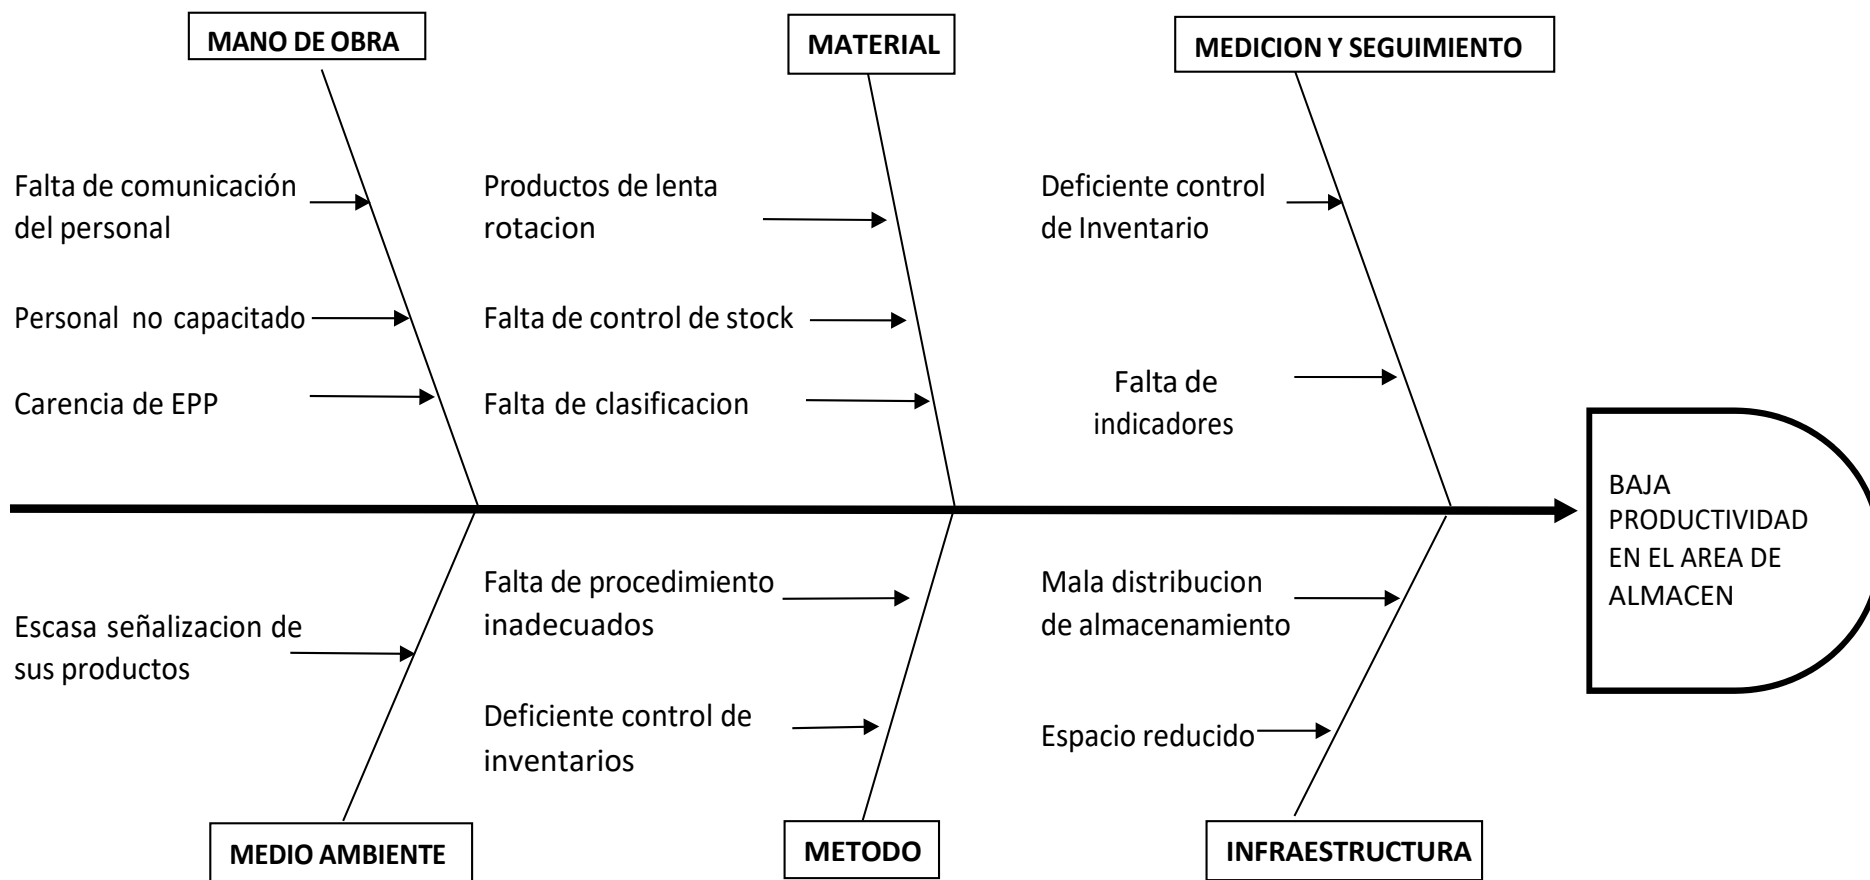 MANO DE OBRA
MATERIAL
MEDICION Y SEGUIMIENTO
Falta de comunicación
del personal
Personal no capacitado
Carencia de EPP
Productos de lenta
rotacion
Falta de control de stock
Falta de clasificacion
Deficiente control
de Inventario
Falta de
indicadores
BAJA
PRODUCTIVIDAD
EN EL AREA DE
ALMACEN
Escasa señalizacion de
sus productos
Falta de procedimiento
inadecuados
Deficiente control de
inventarios
Mala distribucion
de almacenamiento
Espacio reducido
MEDIO AMBIENTE
METODO
INFRAESTRUCTURA